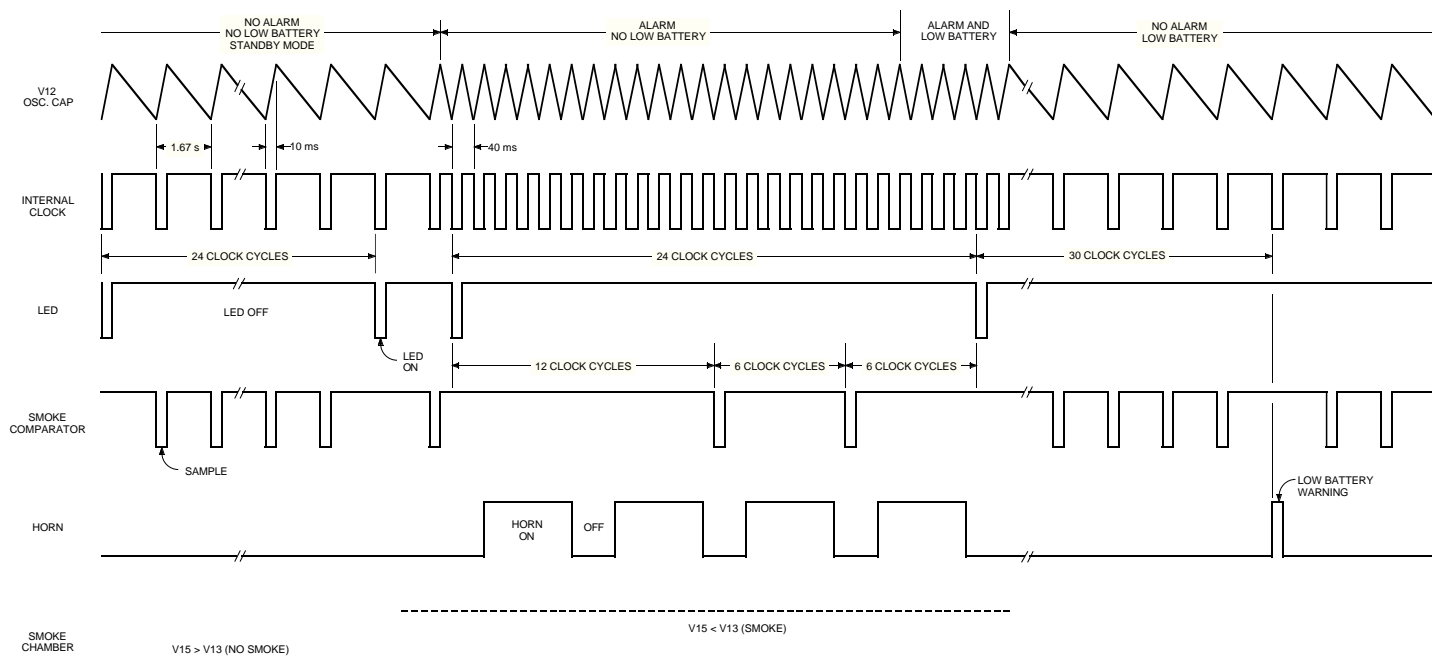 NO ALARM
NO LOW BATTERY
STANDBY MODE
ALARM
NO LOW BATTERY
ALARM AND
LOW BATTERY
NO ALARM
LOW BATTERY
V12
OSC. CAP
1.67 s
10 ms
40 ms
INTERNAL
CLOCK
24 CLOCK CYCLES
24 CLOCK CYCLES
30 CLOCK CYCLES
LED
LED OFF
LED
ON
12 CLOCK CYCLES
6 CLOCK CYCLES
6 CLOCK CYCLES
SMOKE
COMPARATOR
SAMPLE
LOW BATTERY
WARNING
HORN
HORN
ON
OFF
V15 < V13 (SMOKE)
SMOKE
CHAMBER
V15 > V13 (NO SMOKE)